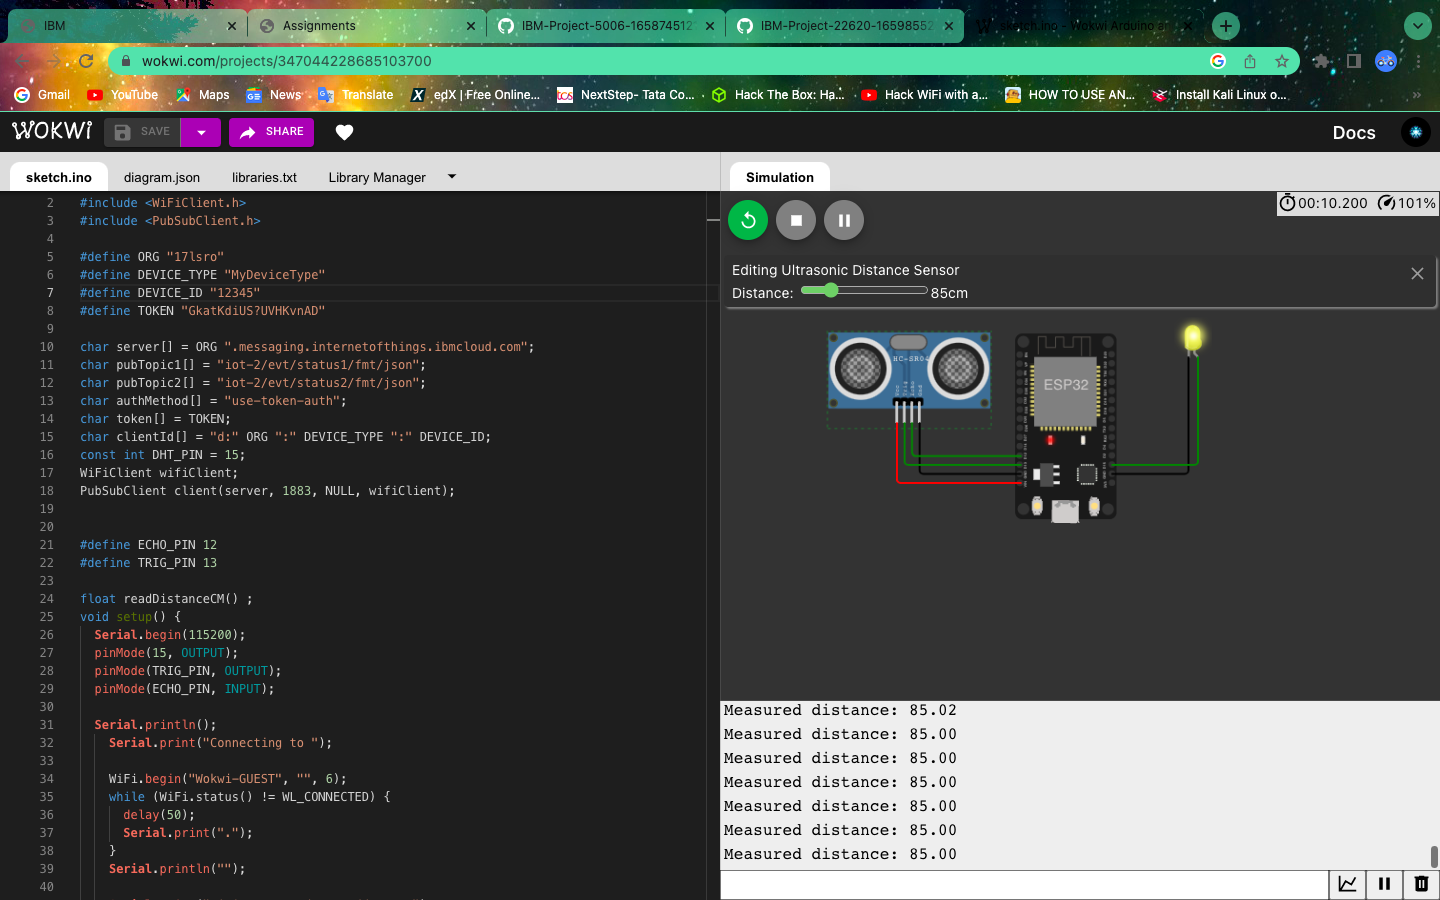 IBM
Assignments
IBM-Project-5006-165874512
IBM-Project-22620-16598552
sketch.ino - Wokwi Arduino an
wokwi.com/projects/347044228685103700
Gmail
YouTube
Maps
News
Translate
edX | Free Online...
NextStep- Tata Co...
Hack The Box: Ha...
Hack WiFi with a...
HOW TO USE AN...
Install Kali Linux o...
WOKWI
SAVE
SHARE
Docs
sketch.ino
diagram.json
libraries.txt
Library Manager
Simulation
2 #include <WiFiClient.h>
3 #include <PubSubClient.h>
4
5 #define ORG "17lsro"
6 #define DEVICE_TYPE "MyDeviceType"
7 #define DEVICE_ID "12345"
8 #define TOKEN "GkatKdiUS?UVHKvnAD"
9
10 char server[] = ORG ".messaging.internetofthings.ibmcloud.com";
11 char pubTopic1[] = "iot-2/evt/status1/fmt/json";
12 char pubTopic2[] = "iot-2/evt/status2/fmt/json";
13 char authMethod[] = "use-token-auth";
14 char token[] = TOKEN;
15 char clientId[] = "d:" ORG ":" DEVICE_TYPE ":" DEVICE_ID;
16 const int DHT_PIN = 15;
17 WiFiClient wifiClient;
18 PubSubClient client(server, 1883, NULL, wifiClient);
19
20
21 #define ECHO_PIN 12
22 #define TRIG_PIN 13
23
24 float readDistanceCM() ;
25 void setup() {
26 Serial.begin(115200);
27 pinMode(15, OUTPUT);
28 pinMode(TRIG_PIN, OUTPUT);
29 pinMode(ECHO_PIN, INPUT);
30
31 Serial.println();
32 Serial.print("Connecting to ");
33
34 WiFi.begin("Wokwi-GUEST", "", 6);
35 while (WiFi.status() != WL_CONNECTED) {
36 delay(50);
37 Serial.print(".");
38 }
39 Serial.println("");
40
00:10.200
101%
Editing Ultrasonic Distance Sensor
Distance: 85cm
HC-SR04
ESP32
Measured distance: 85.02
Measured distance: 85.00
Measured distance: 85.00
Measured distance: 85.00
Measured distance: 85.00
Measured distance: 85.00
Measured distance: 85.00